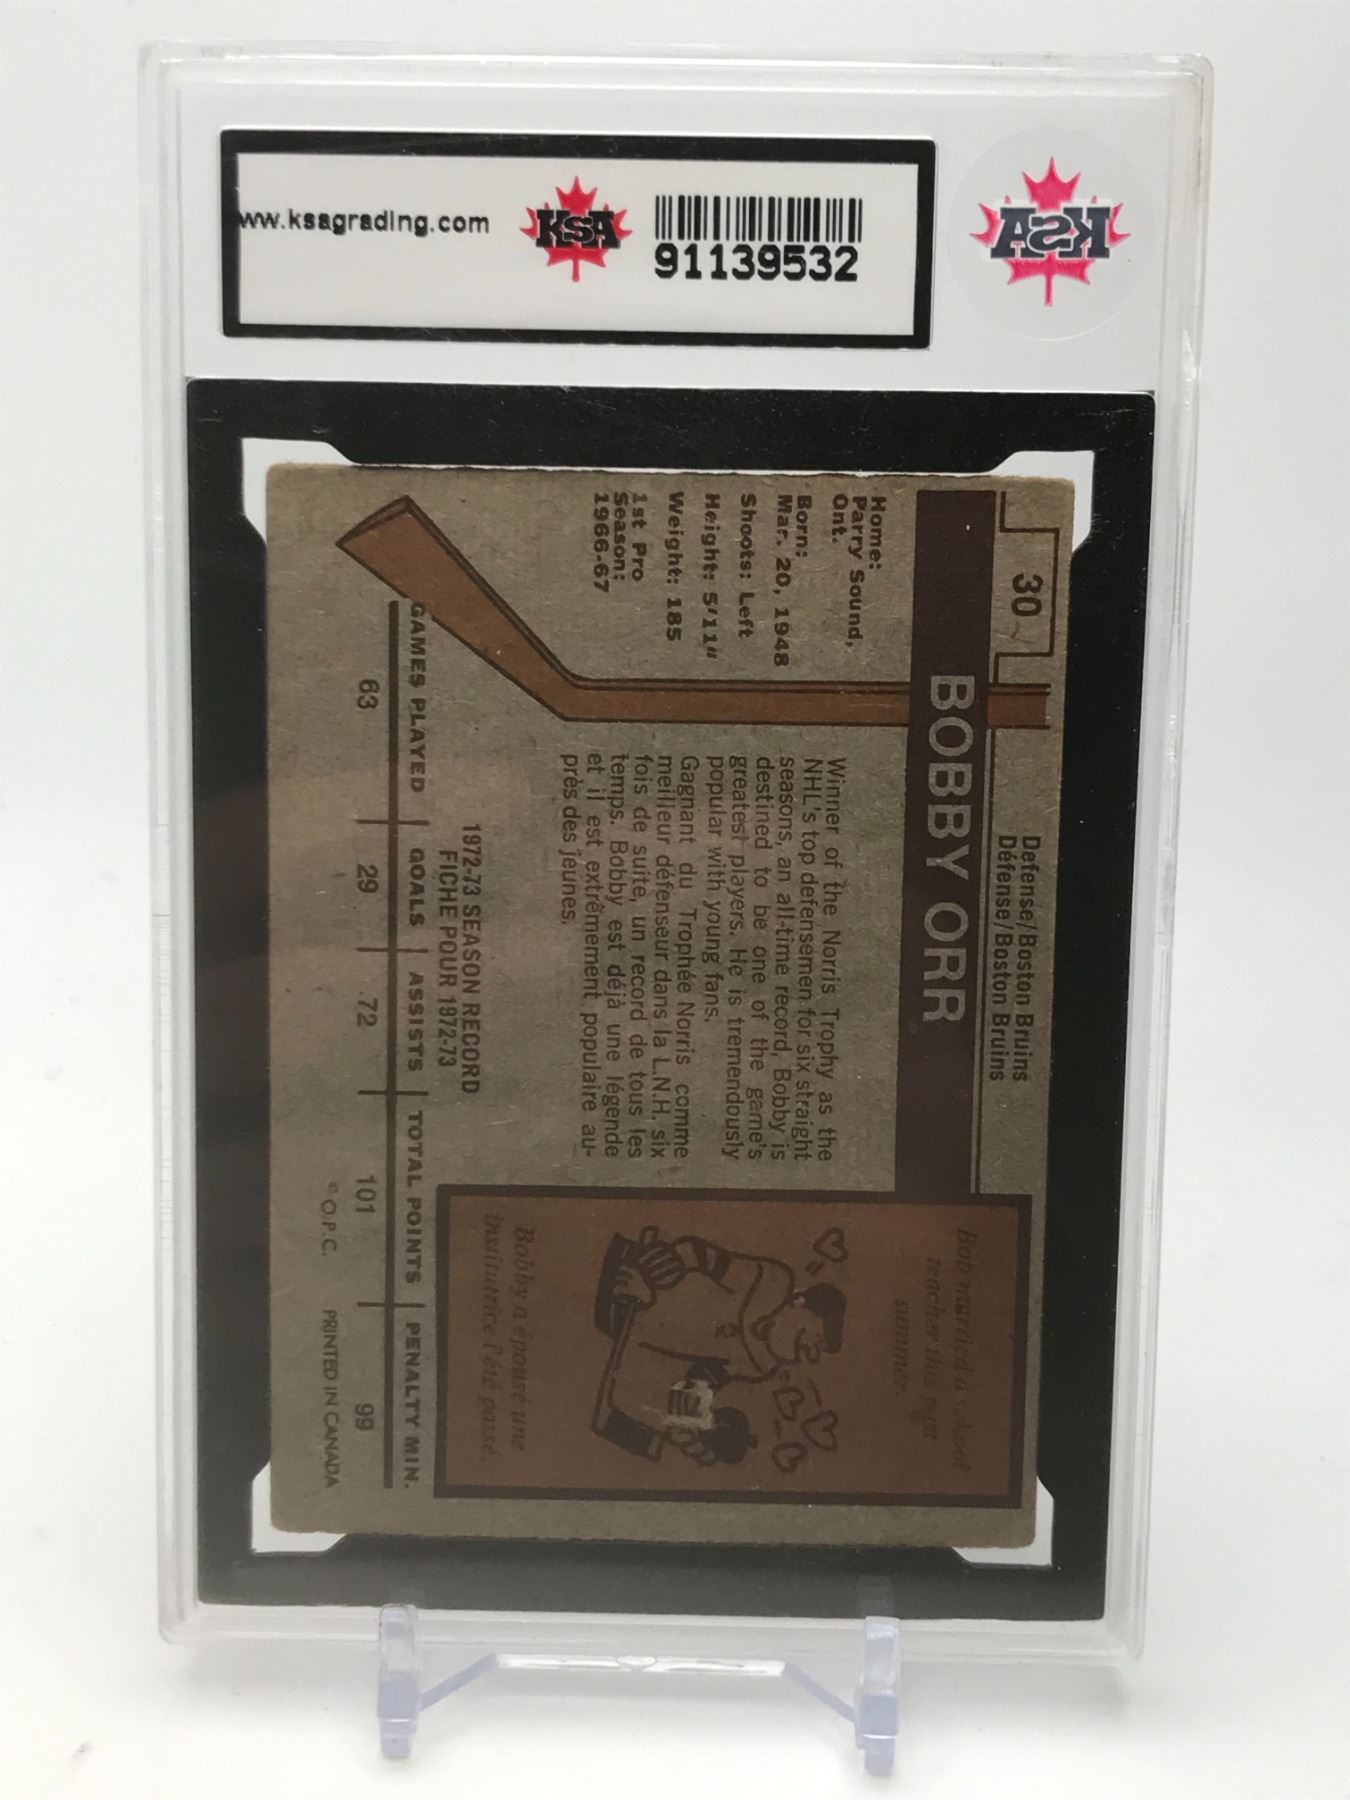 ww.ksagrading.com
KSA
91139532
KSA
30
Defense/Boston Bruins
Défense/Boston Bruins
BOBBY ORR
Home:
Parry Sound,
Ont.
Born:
Mar. 20, 1948
Shoots: Left
Height: 5'11"
Weight: 185
1st Pro
Season:
1966-67
Winner of the Norris Trophy as the
NHL's top defensemen for six straight
seasons, an all-time record, Bobby is
destined to be one of the game's
greatest players. He is tremendously
popular with young fans.
Gagnant du Trophée Norris comme
meilleur défenseur dans la L.N.H. six
fois de suite, un record de tous les
temps. Bobby est déjà une légende
et il est extrêmement populaire au-
près des jeunes.
Bob married a school
teacher this past
summer.
Bobby a épousé une
institutrice l'été passé.
1972-73 SEASON RECORD
FICHE POUR 1972-73
GAMES PLAYED GOALS ASSISTS TOTAL POINTS PENALTY MIN.
63 29 72 101 99
© O.P.C. PRINTED IN CANADA